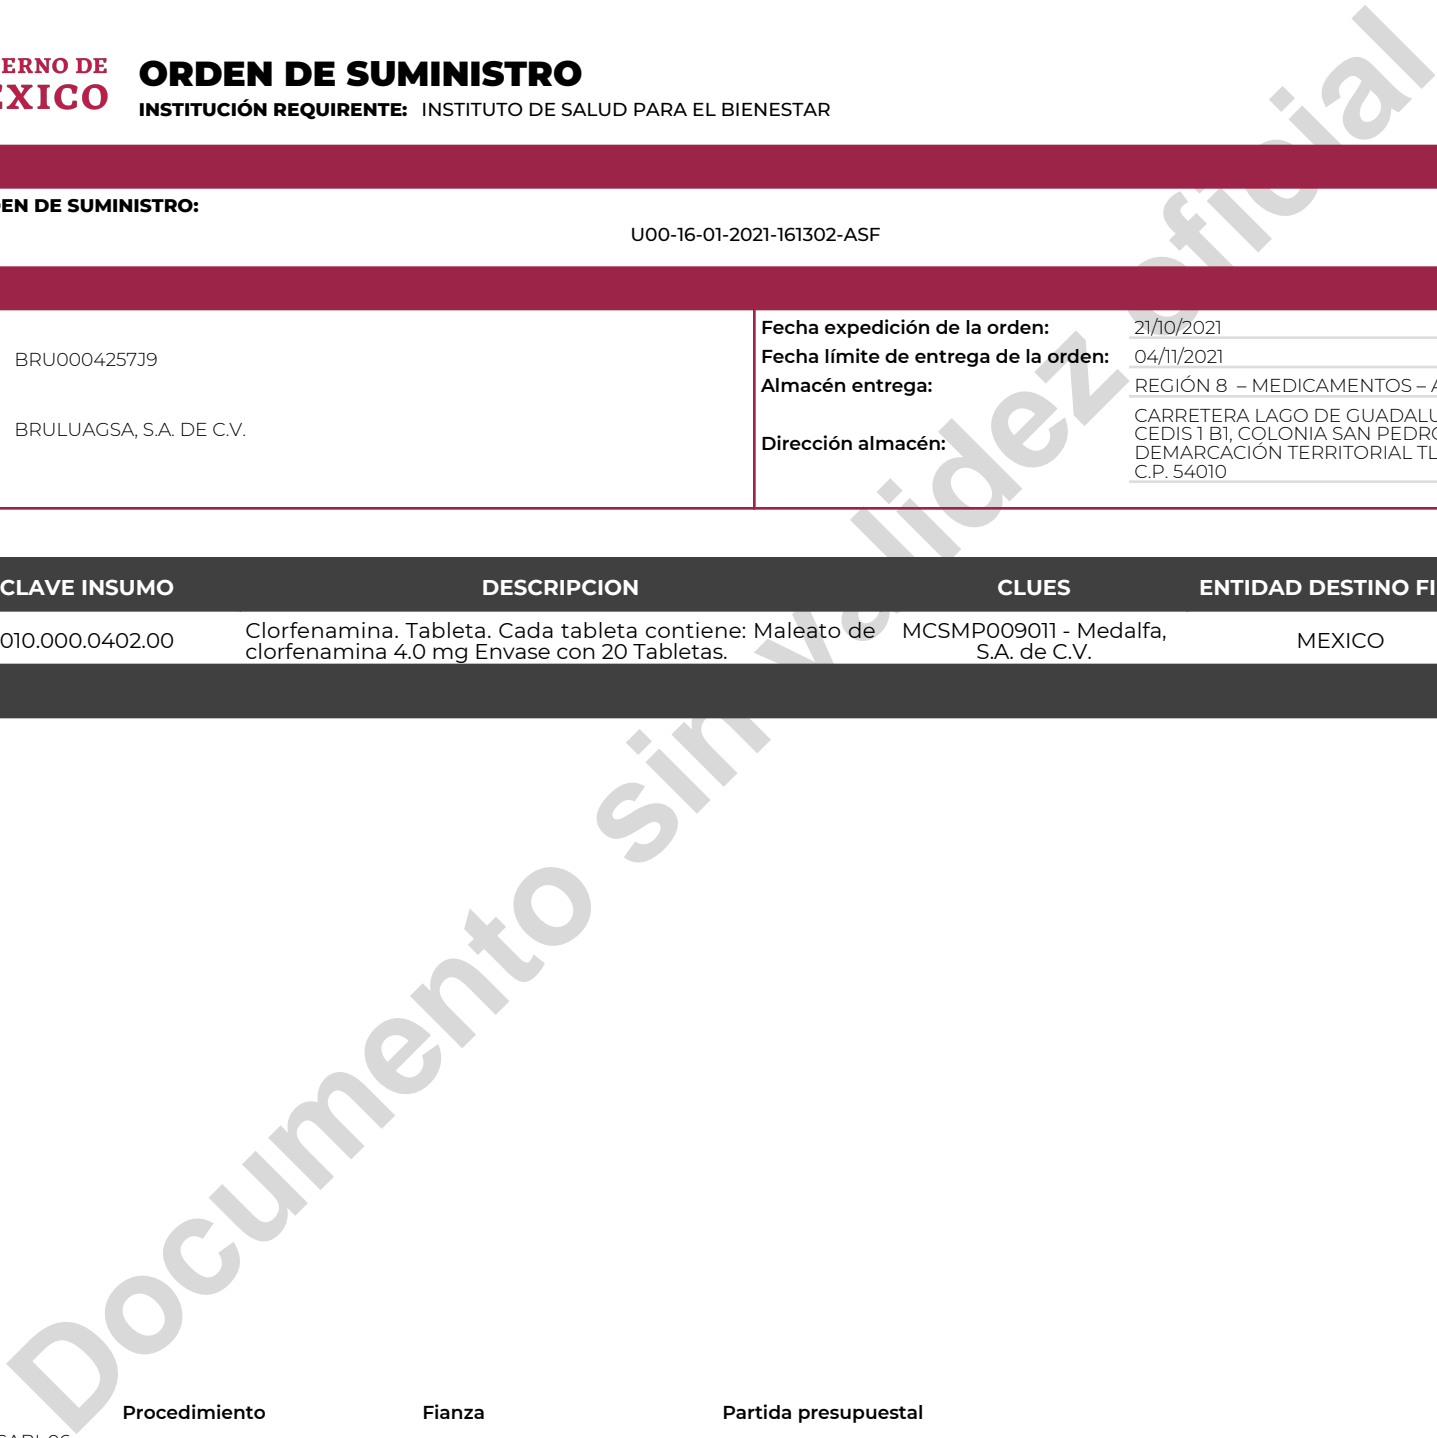 ERNO DE
EXICO
ORDEN DE SUMINISTRO
INSTITUCIÓN REQUIRENTE: INSTITUTO DE SALUD PARA EL BIENESTAR
EN DE SUMINISTRO:
U00-16-01-2021-161302-ASF
BRU0004257J9
BRULUAGSA, S.A. DE C.V.
Fecha expedición de la orden: 21/10/2021
Fecha límite de entrega de la orden: 04/11/2021
Almacén entrega: REGIÓN 8 – MEDICAMENTOS – A
Dirección almacén:
CARRETERA LAGO DE GUADALU
CEDIS 1 B1, COLONIA SAN PEDRO
DEMARCACIÓN TERRITORIAL TL
C.P. 54010
CLAVE INSUMO DESCRIPCION CLUES ENTIDAD DESTINO FI
010.000.0402.00
Clorfenamina. Tableta. Cada tableta contiene: Maleato de
clorfenamina 4.0 mg Envase con 20 Tabletas.
MCSMP009011 - Medalfa,
S.A. de C.V.
MEXICO
Documento sin validez oficial
Procedimiento Fianza Partida presupuestal